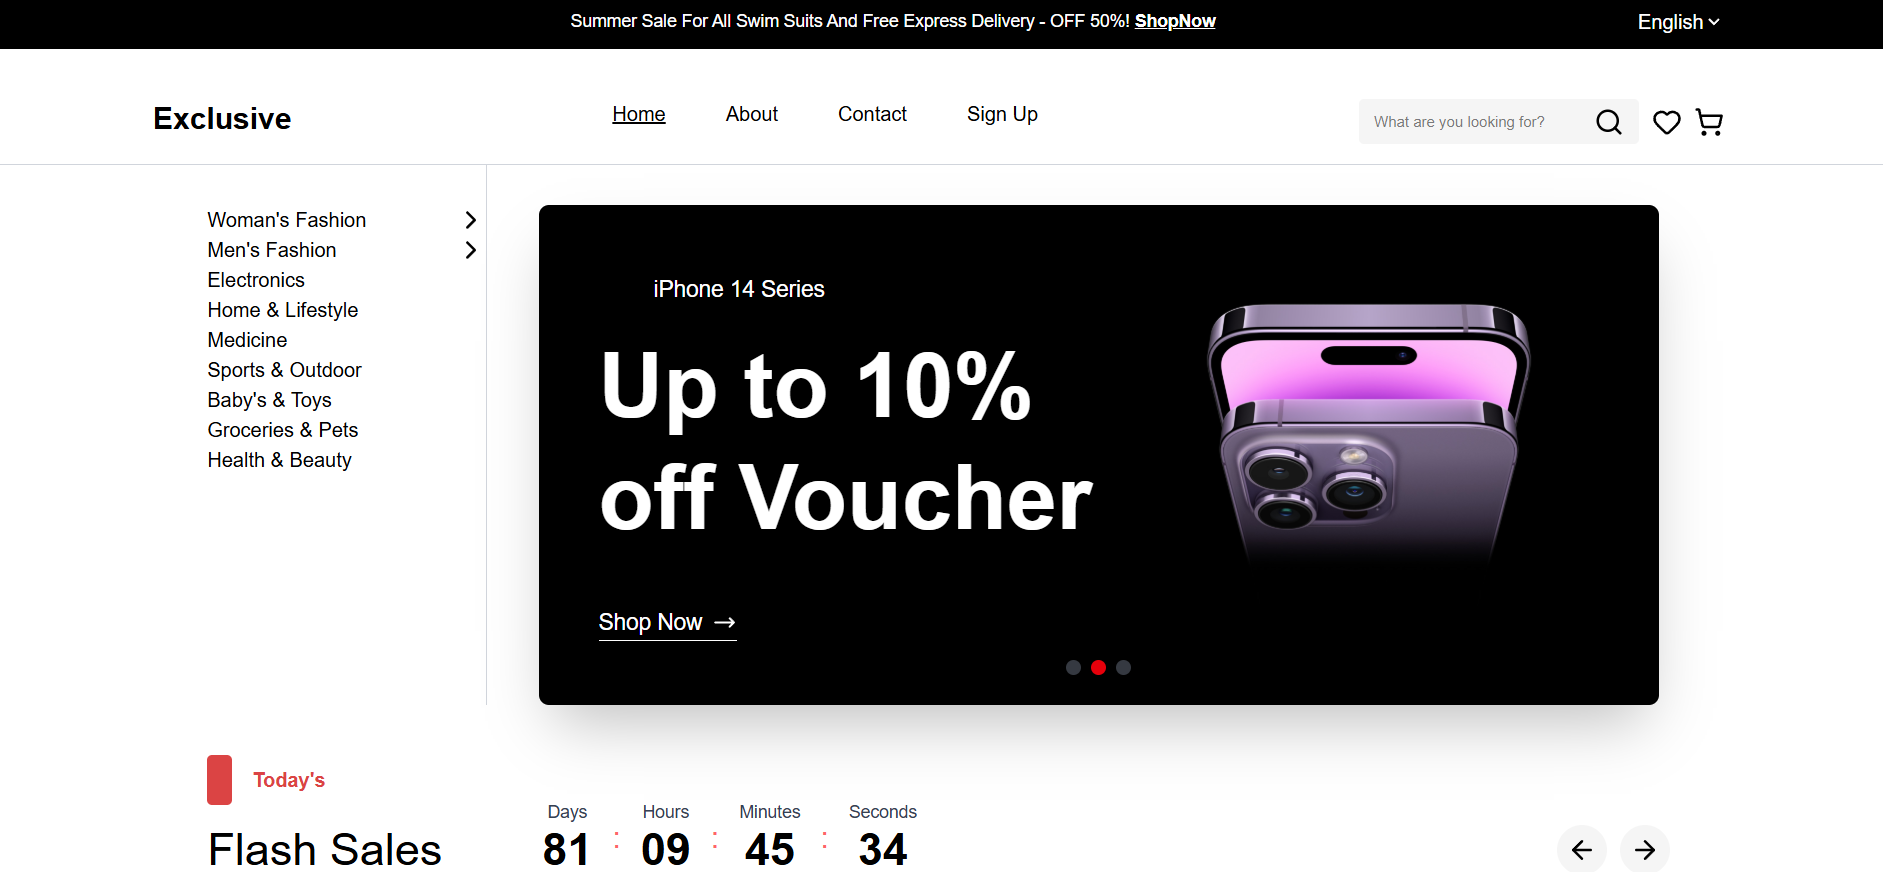 Summer Sale For All Swim Suits And Free Express Delivery - OFF 50%! ShopNow
English
Exclusive
Home
About
Contact
Sign Up
What are you looking for?
Woman's Fashion
Men's Fashion
Electronics
Home & Lifestyle
Medicine
Sports & Outdoor
Baby's & Toys
Groceries & Pets
Health & Beauty
iPhone 14 Series
Up to 10%
off Voucher
Shop Now
Today's
Flash Sales
Days Hours Minutes Seconds
81 : 09 : 45 : 34